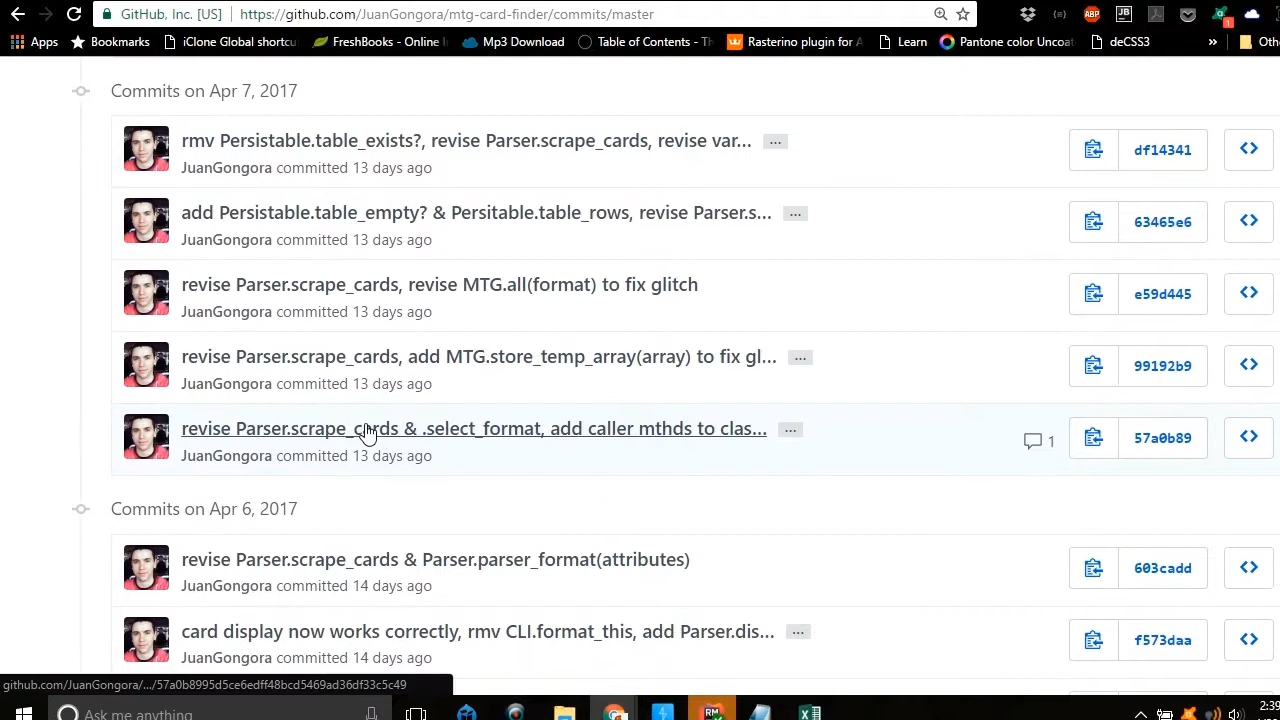 GitHub, Inc. [US] https://github.com/JuanGongora/mtg-card-finder/commits/master
Apps Bookmarks iClone Global shortcu FreshBooks - Online I Mp3 Download Table of Contents - Th Rasterino plugin for A Learn Pantone color Uncoat deCSS3 » Oth
Commits on Apr 7, 2017
rmv Persistable.table_exists?, revise Parser.scrape_cards, revise var... …
JuanGongora committed 13 days ago
df14341
add Persistable.table_empty? & Persitable.table_rows, revise Parser.s... …
JuanGongora committed 13 days ago
63465e6
revise Parser.scrape_cards, revise MTG.all(format) to fix glitch
JuanGongora committed 13 days ago
e59d445
revise Parser.scrape_cards, add MTG.store_temp_array(array) to fix gl... …
JuanGongora committed 13 days ago
99192b9
revise Parser.scrape_cards & .select_format, add caller mthds to clas... …
JuanGongora committed 13 days ago
1 57a0b89
Commits on Apr 6, 2017
revise Parser.scrape_cards & Parser.parser_format(attributes)
JuanGongora committed 14 days ago
603cadd
card display now works correctly, rmv CLI.format_this, add Parser.dis... …
JuanGongora committed 14 days ago
f573daa
github.com/JuanGongora/.../57a0b8995d5ce6edff48bcd5469ad36df33c5c49
Ask me anything